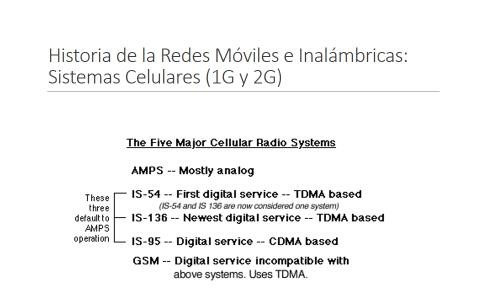 Historia de la Redes Móviles e Inalámbricas:
Sistemas Celulares (1G y 2G)
The Five Major Cellular Radio Systems
AMPS -- Mostly analog
These
three
default to
AMPS
operation
IS-54 -- First digital service -- TDMA based
(IS-54 and IS 136 are now considered one system)
IS-136 -- Newest digital service -- TDMA based
IS-95 -- Digital service -- CDMA based
GSM -- Digital service incompatible with
above systems. Uses TDMA.